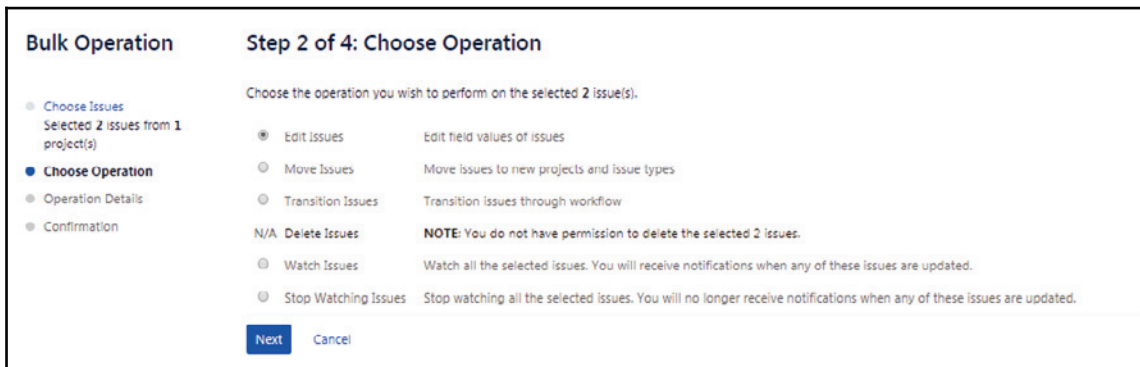 Bulk Operation
Choose Issues
Selected 2 issues from 1
project(s)
Choose Operation
Operation Details
Confirmation
Step 2 of 4: Choose Operation
Choose the operation you wish to perform on the selected 2 issue(s).
Edit Issues Edit field values of issues
Move Issues Move issues to new projects and issue types
Transition Issues Transition issues through workflow
N/A Delete Issues NOTE: You do not have permission to delete the selected 2 issues.
Watch Issues Watch all the selected issues. You will receive notifications when any of these issues are updated.
Stop Watching Issues Stop watching all the selected issues. You will no longer receive notifications when any of these issues are updated.
Next Cancel